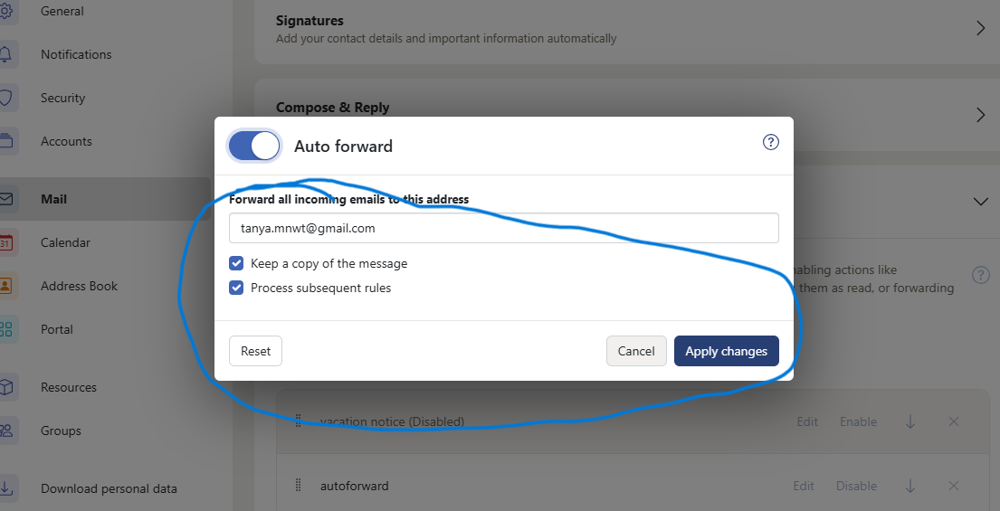 General
Notifications
Security
Accounts
Mail
31
Calendar
Address Book
Portal
Resources
Groups
Download personal data
Signatures
Add your contact details and important information automatically
Compose & Reply
Auto forward
?
Forward all incoming emails to this address
tanya.mnwt@gmail.com
Keep a copy of the message
Process subsequent rules
Reset
Cancel
Apply changes
nabling actions like
?
them as read, or forwarding
vacation notice (Disabled)
Edit
Enable
autoforward
Edit
Disable